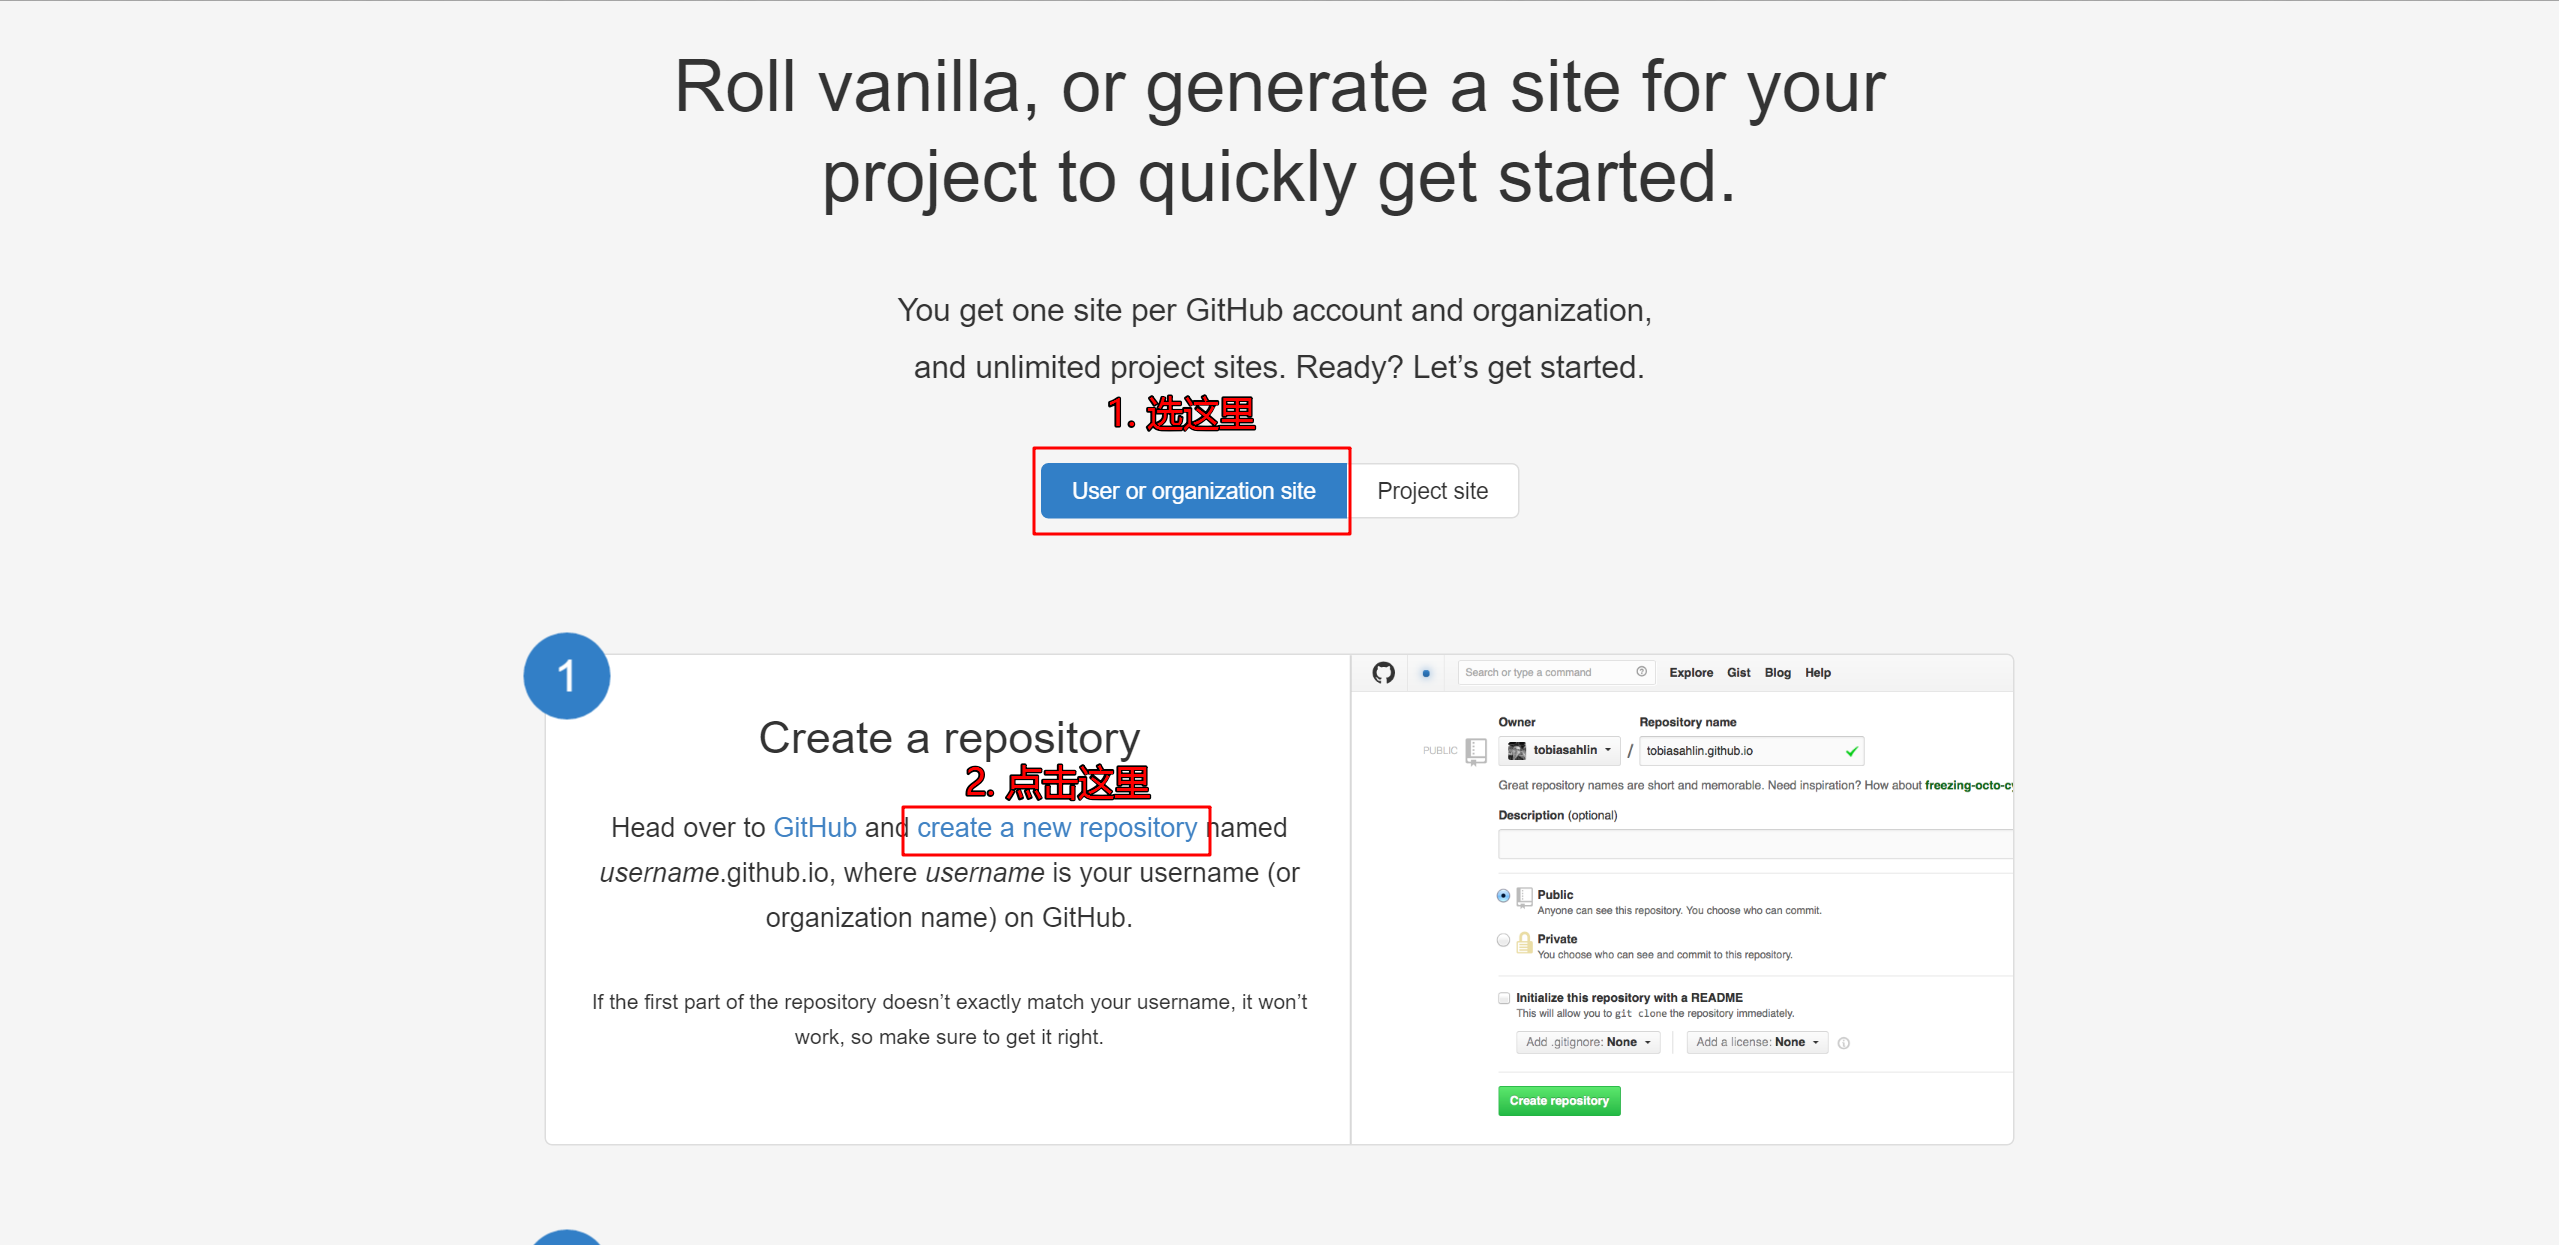 Roll vanilla, or generate a site for your
project to quickly get started.
You get one site per GitHub account and organization,
and unlimited project sites. Ready? Let’s get started.
1. 选这里
User or organization site
Project site
1
Create a repository
2. 点击这里
Head over to GitHub and create a new repository named
username.github.io, where username is your username (or
organization name) on GitHub.
If the first part of the repository doesn’t exactly match your username, it won’t
work, so make sure to get it right.
Search or type a command
Explore Gist Blog Help
Owner Repository name
PUBLIC tobiasahlin / tobiasahlin.github.io
Great repository names are short and memorable. Need inspiration? How about freezing-octo-cy
Description (optional)
Public
Anyone can see this repository. You choose who can commit.
Private
You choose who can see and commit to this repository.
Initialize this repository with a README
This will allow you to git clone the repository immediately.
Add .gitignore: None Add a license: None
Create repository